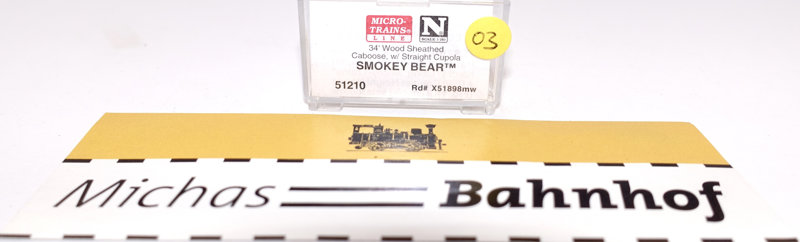 MICRO-
TRAINS®
LINE
N
SCALE 1:160
03
34' Wood Sheathed
Caboose, w/ Straight Cupola
SMOKEY BEAR™
51210 Rd# X51898mw
Michas Bahnhof